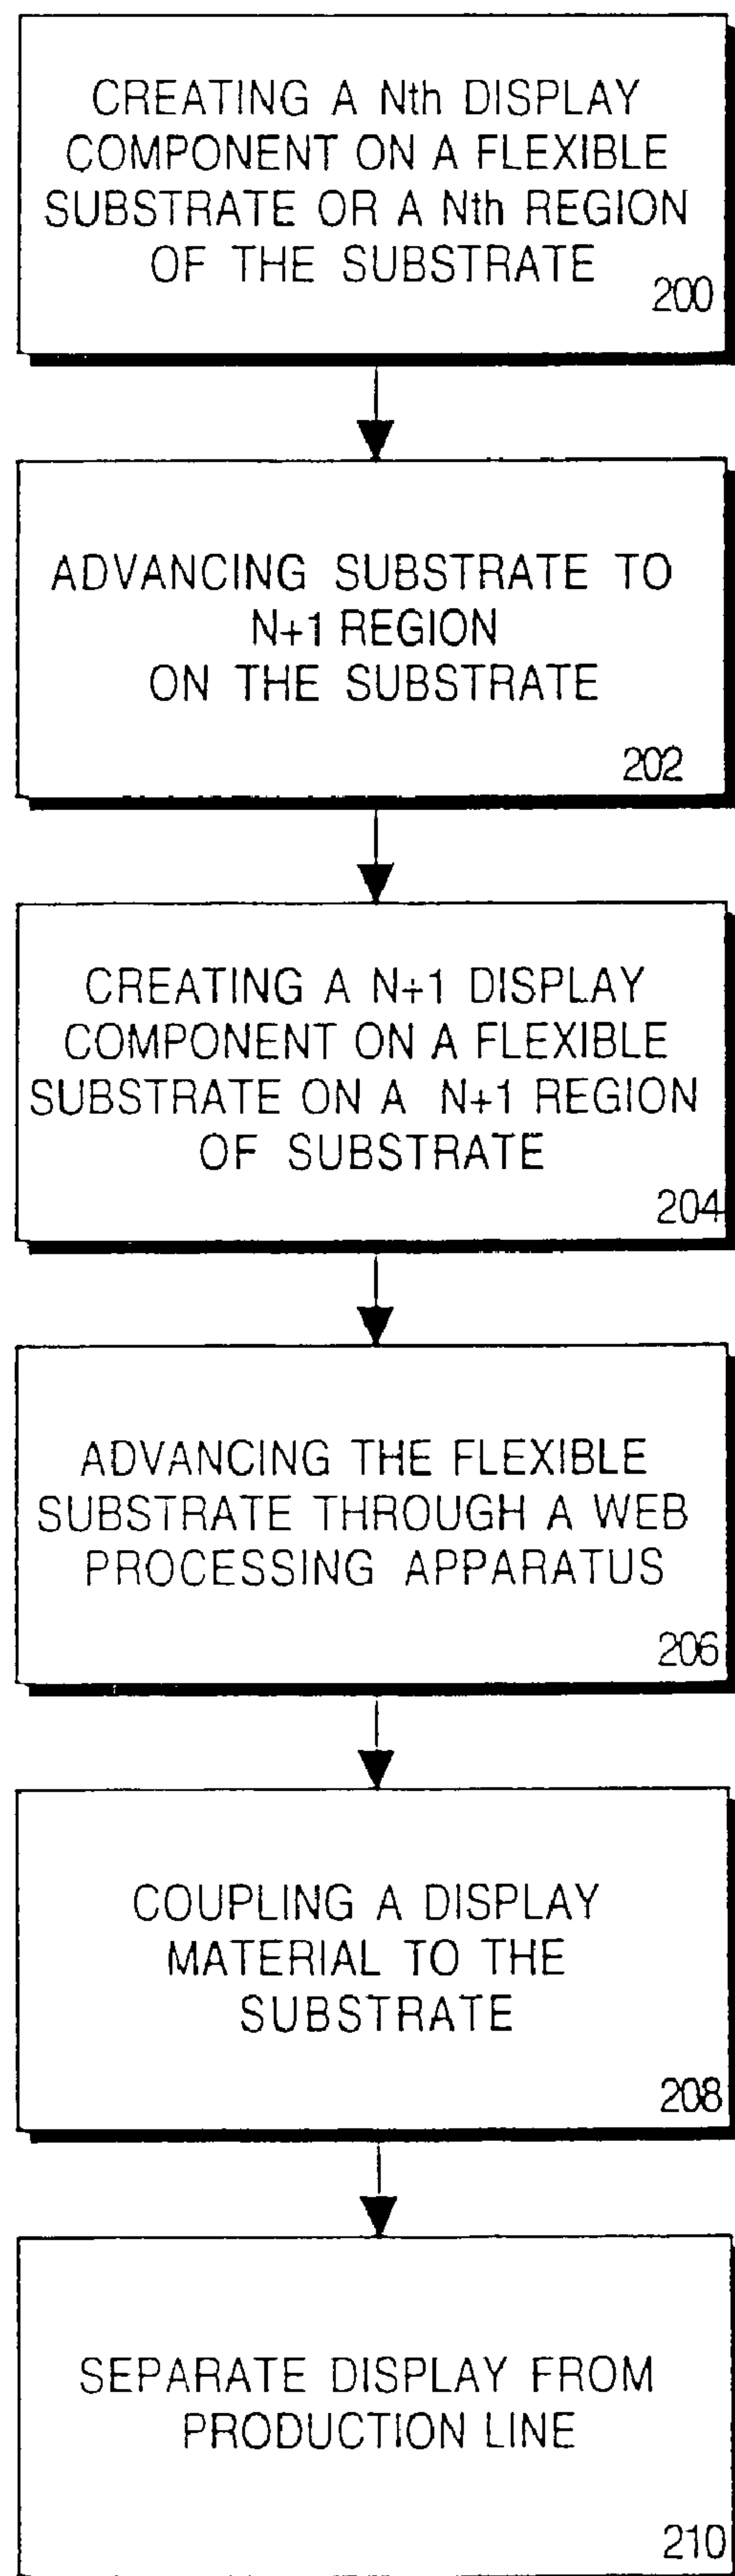 CREATING A Nth DISPLAY
COMPONENT ON A FLEXIBLE
SUBSTRATE OR A Nth REGION
OF THE SUBSTRATE
200
ADVANCING SUBSTRATE TO
N+1 REGION
ON THE SUBSTRATE
202
CREATING A N+1 DISPLAY
COMPONENT ON A FLEXIBLE
SUBSTRATE ON A N+1 REGION
OF SUBSTRATE
204
ADVANCING THE FLEXIBLE
SUBSTRATE THROUGH A WEB
PROCESSING APPARATUS
206
COUPLING A DISPLAY
MATERIAL TO THE
SUBSTRATE
208
SEPARATE DISPLAY FROM
PRODUCTION LINE
210